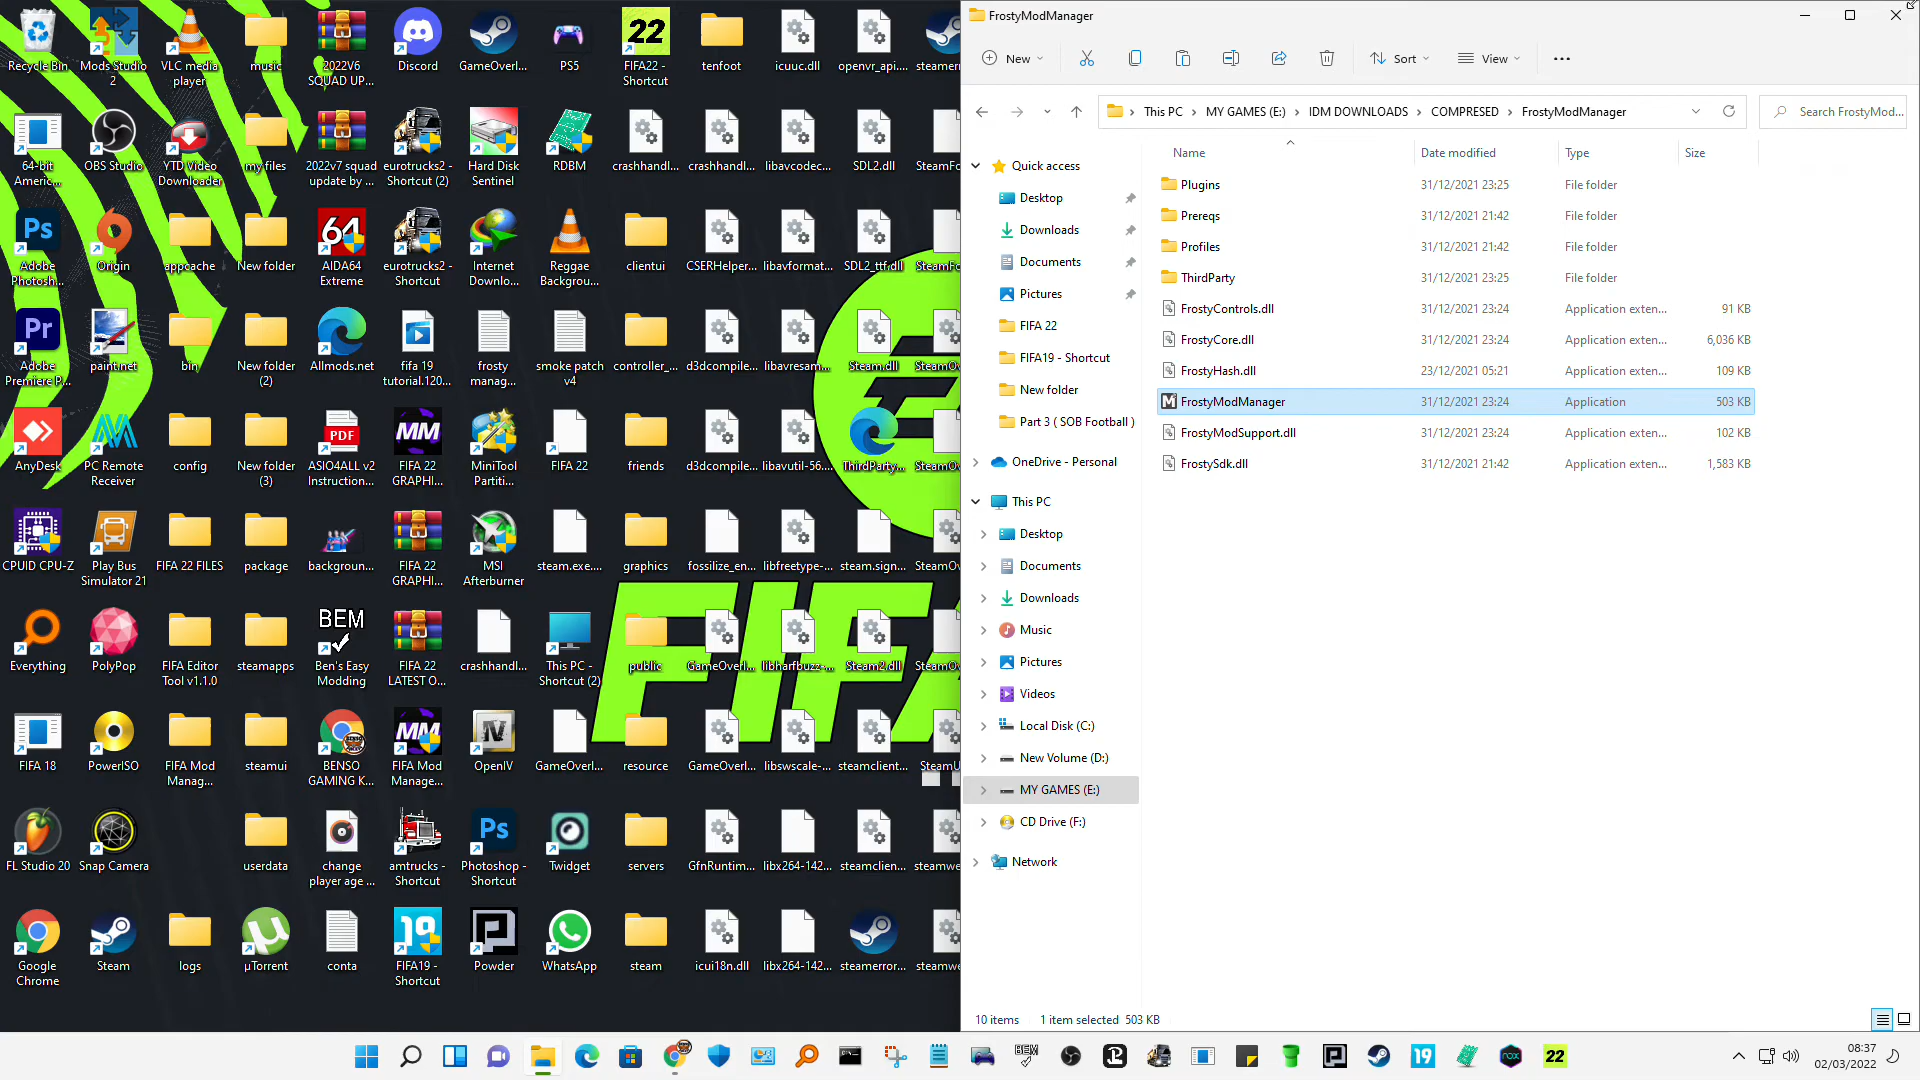 Recycle Bin
Mods Studio
2
VLC media
player
music
2022V6
SQUAD UP...
Discord
GameOverl...
PS5
22
FIFA22 -
Shortcut
tenfoot
icuuc.dll
openvr_api....
steamerr
64-bit
Americ...
OBS Studio
YTD Video
Downloader
my files
2022v7 squad
update by ...
eurotrucks2 -
Shortcut (2)
Hard Disk
Sentinel
RDBM
crashhandl...
crashhandl...
libavcodec...
SDL2.dll
SteamFo
Ps
Adobe
Photosh...
Origin
appcache
New folder
64
AIDA64
Extreme
eurotrucks2 -
Shortcut
Internet
Downlo...
Reggae
Backgrou...
clientui
CSERHelper...
libavformat...
SDL2_ttf.dll
SteamFo
Pr
Adobe
Premiere P...
paint.net
bin
New folder
(2)
Allmods.net
fifa 19
tutorial.120...
frosty
manag...
smoke patch
v4
controller_...
d3dcompile...
libavresam...
Steam.dll
SteamOv
AnyDesk
PC Remote
Receiver
config
New folder
(3)
PDF
ASIO4ALL v2
Instruction...
MM
FIFA 22
GRAPHI...
MiniTool
Partiti...
FIFA 22
friends
d3dcompile...
libavutil-56....
ThirdParty...
SteamOv
CPUID CPU-Z
Play Bus
Simulator 21
FIFA 22 FILES
package
backgroun...
FIFA 22
GRAPHI...
MSI
Afterburner
steam.exe....
graphics
fossilize_en...
libfreetype-...
steam.sign...
SteamOv
FIFA
Everything
PolyPop
FIFA Editor
Tool v1.1.0
steamapps
BEM
Ben's Easy
Modding
FIFA 22
LATEST O...
crashhandl...
This PC -
Shortcut (2)
public
GameOverl...
libharfbuzz-...
Steam2.dll
SteamOv
FIFA 18
PowerISO
FIFA Mod
Manag...
steamui
BENSO
GAMING K...
MM
FIFA Mod
Manage...
OpenIV
GameOverl...
resource
GameOverl...
libswscale-...
steamclient...
SteamU
FL Studio 20
Snap Camera
userdata
change
player age ...
amtrucks -
Shortcut
Ps
Photoshop -
Shortcut
Twidget
servers
GfnRuntim...
libx264-142...
steamclien...
steamwe
Google
Chrome
Steam
logs
µTorrent
conta
19
FIFA19 -
Shortcut
Powder
WhatsApp
steam
icui18n.dll
libx264-142...
steamerror...
steamwe
FrostyModManager
New
Sort
View
This PC
MY GAMES (E:)
IDM DOWNLOADS
COMPRESED
FrostyModManager
Search FrostyMod...
Name
Date modified
Type
Size
Plugins
31/12/2021 23:25
File folder
Prereqs
31/12/2021 21:42
File folder
Profiles
31/12/2021 21:42
File folder
ThirdParty
31/12/2021 23:25
File folder
FrostyControls.dll
31/12/2021 23:24
Application exten...
91 KB
FrostyCore.dll
31/12/2021 23:24
Application exten...
6,036 KB
FrostyHash.dll
23/12/2021 05:21
Application exten...
109 KB
FrostyModManager
31/12/2021 23:24
Application
503 KB
FrostyModSupport.dll
31/12/2021 23:24
Application exten...
102 KB
FrostySdk.dll
31/12/2021 21:42
Application exten...
1,583 KB
Quick access
Desktop
Downloads
Documents
Pictures
FIFA 22
FIFA19 - Shortcut
New folder
Part 3 ( SOB Football )
OneDrive - Personal
This PC
Desktop
Documents
Downloads
Music
Pictures
Videos
Local Disk (C:)
New Volume (D:)
MY GAMES (E:)
CD Drive (F:)
Network
10 items
1 item selected 503 KB
BEM
19
22
08:37
02/03/2022